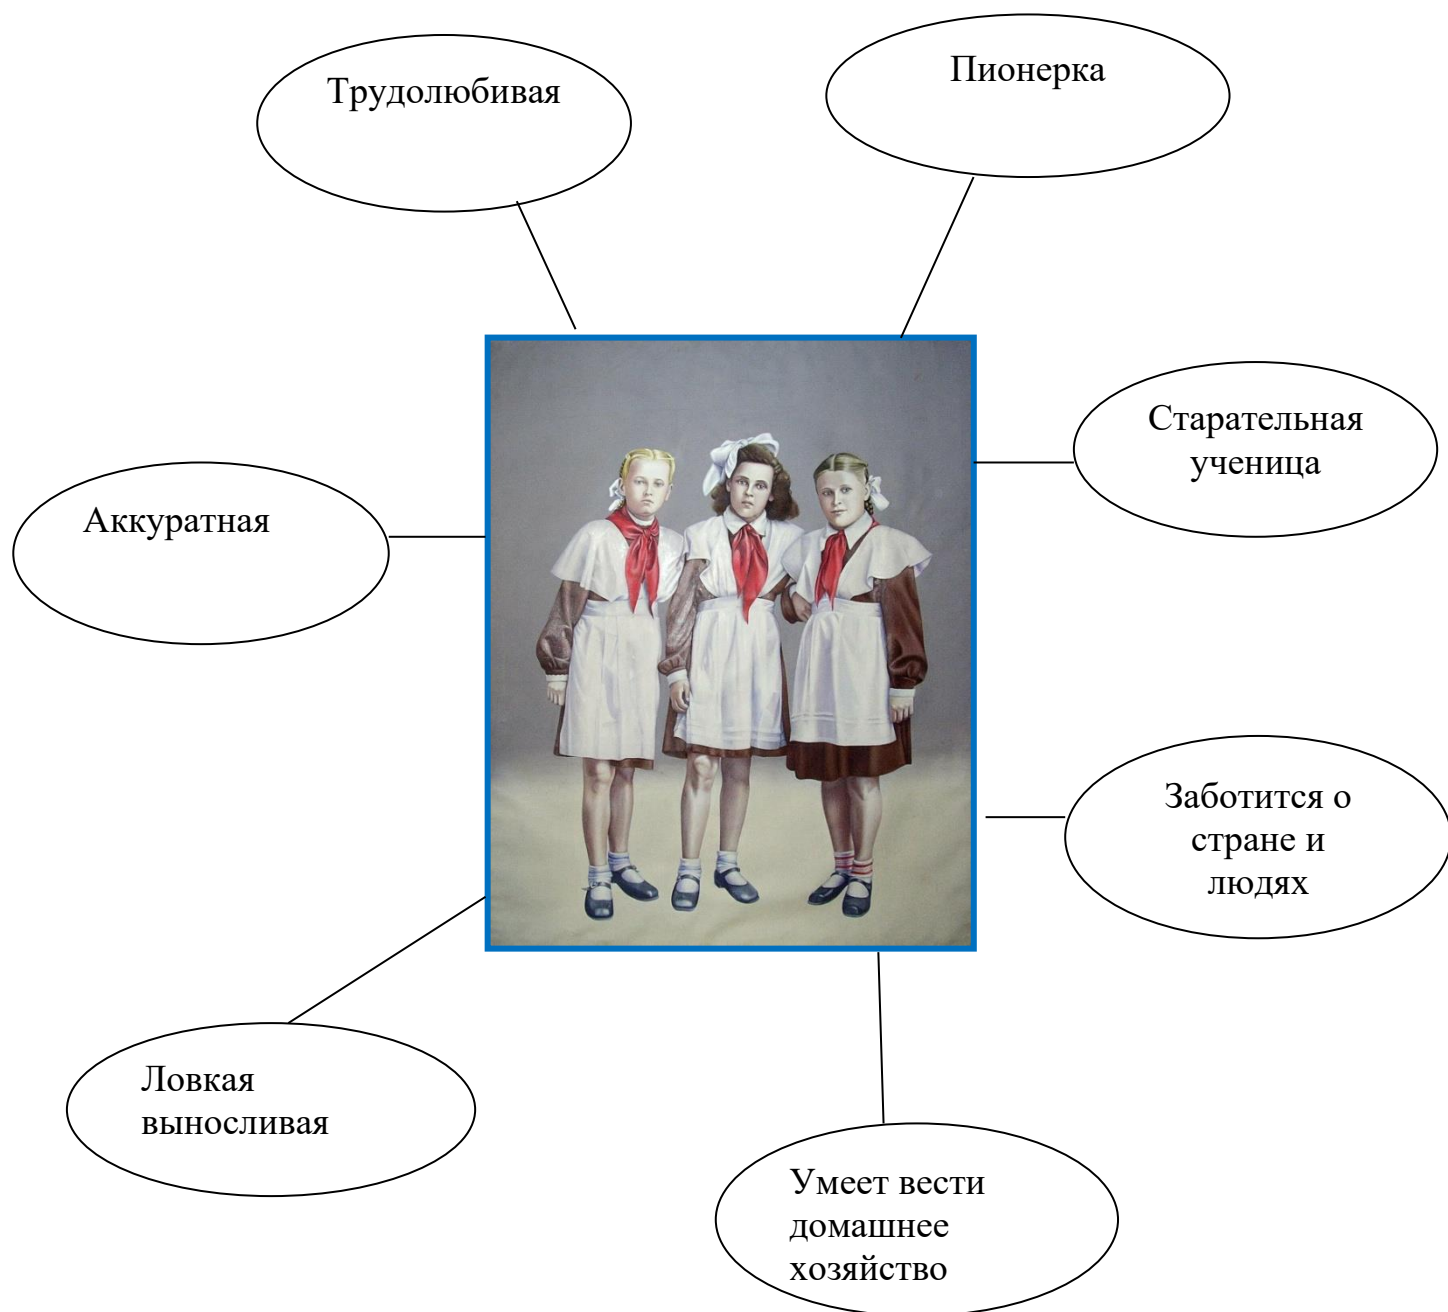 Трудолюбивая
Пионерка
Старательная
ученица
Аккуратная
Заботится о
стране и
людях
Ловкая
выносливая
Умеет вести
домашнее
хозяйство